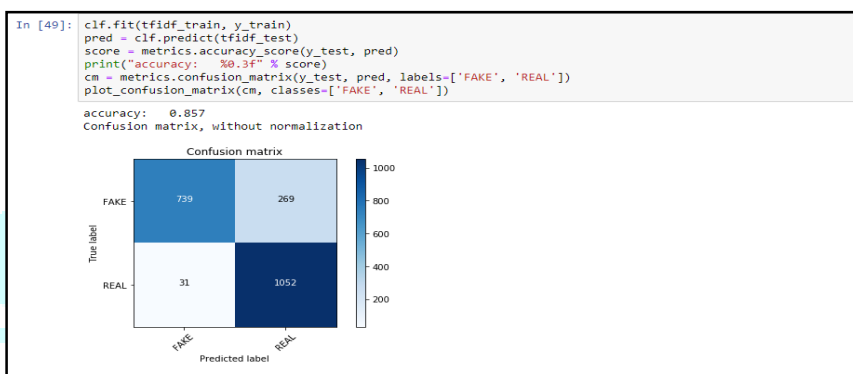 In [49]: clf.fit(tfidf_train, y_train)
pred = clf.predict(tfidf_test)
score = metrics.accuracy_score(y_test, pred)
print("accuracy:   %0.3f" % score)
cm = metrics.confusion_matrix(y_test, pred, labels=['FAKE', 'REAL'])
plot_confusion_matrix(cm, classes=['FAKE', 'REAL'])
accuracy:   0.857
Confusion matrix, without normalization
Confusion matrix
True label
FAKE
739
269
REAL
31
1052
FAKE
REAL
Predicted label
1000
800
600
400
200